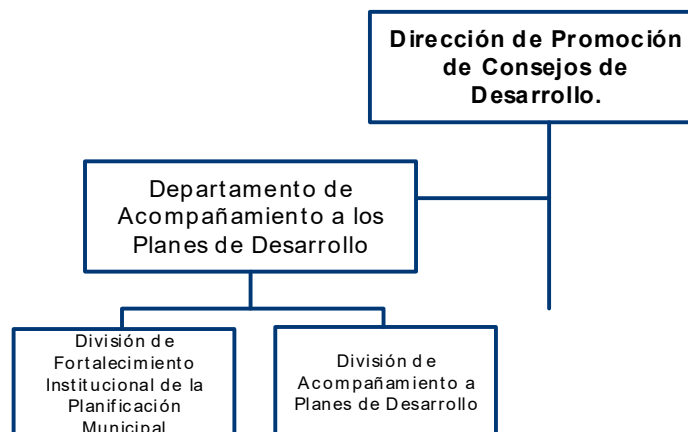 Dirección de Promoción
de Consejos de
Desarrollo.
Departamento de
Acompañamiento a los
Planes de Desarrollo
División de
Fortalecimiento
Institucional de la
Planificación
Municipal
División de
Acompañamiento a
Planes de Desarrollo